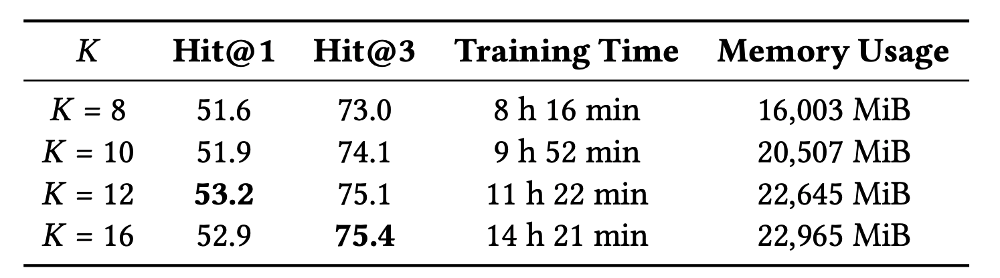 K Hit@1 Hit@3 Training Time Memory Usage
K = 8 51.6 73.0 8 h 16 min 16,003 MiB
K = 10 51.9 74.1 9 h 52 min 20,507 MiB
K = 12 53.2 75.1 11 h 22 min 22,645 MiB
K = 16 52.9 75.4 14 h 21 min 22,965 MiB